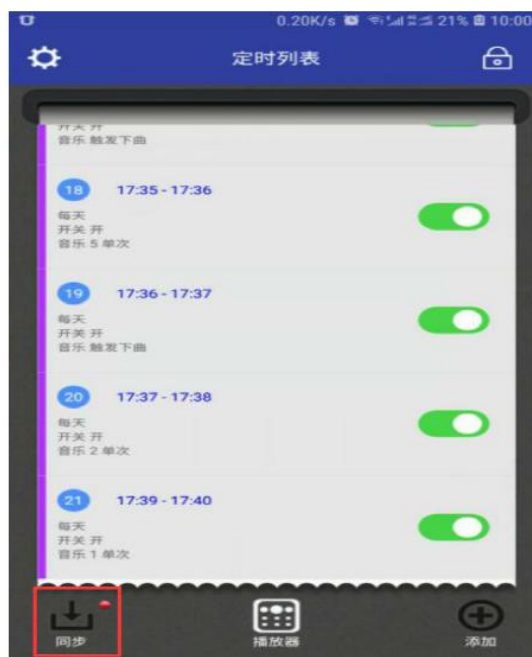 0.20K/s 21% 10:00
定时列表
开关 开
音乐 触发下曲
18 17:35 - 17:36
每天
开关 开
音乐 5 单次
19 17:36 - 17:37
每天
开关 开
音乐 触发下曲
20 17:37 - 17:38
每天
开关 开
音乐 2 单次
21 17:39 - 17:40
每天
开关 开
音乐 1 单次
同步 播放器 添加